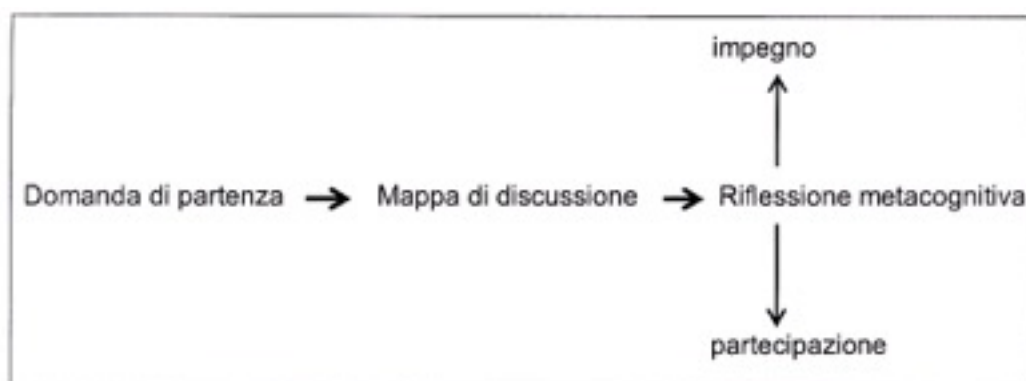 impegno
Domanda di partenza → Mappa di discussione → Riflessione metacognitiva
partecipazione